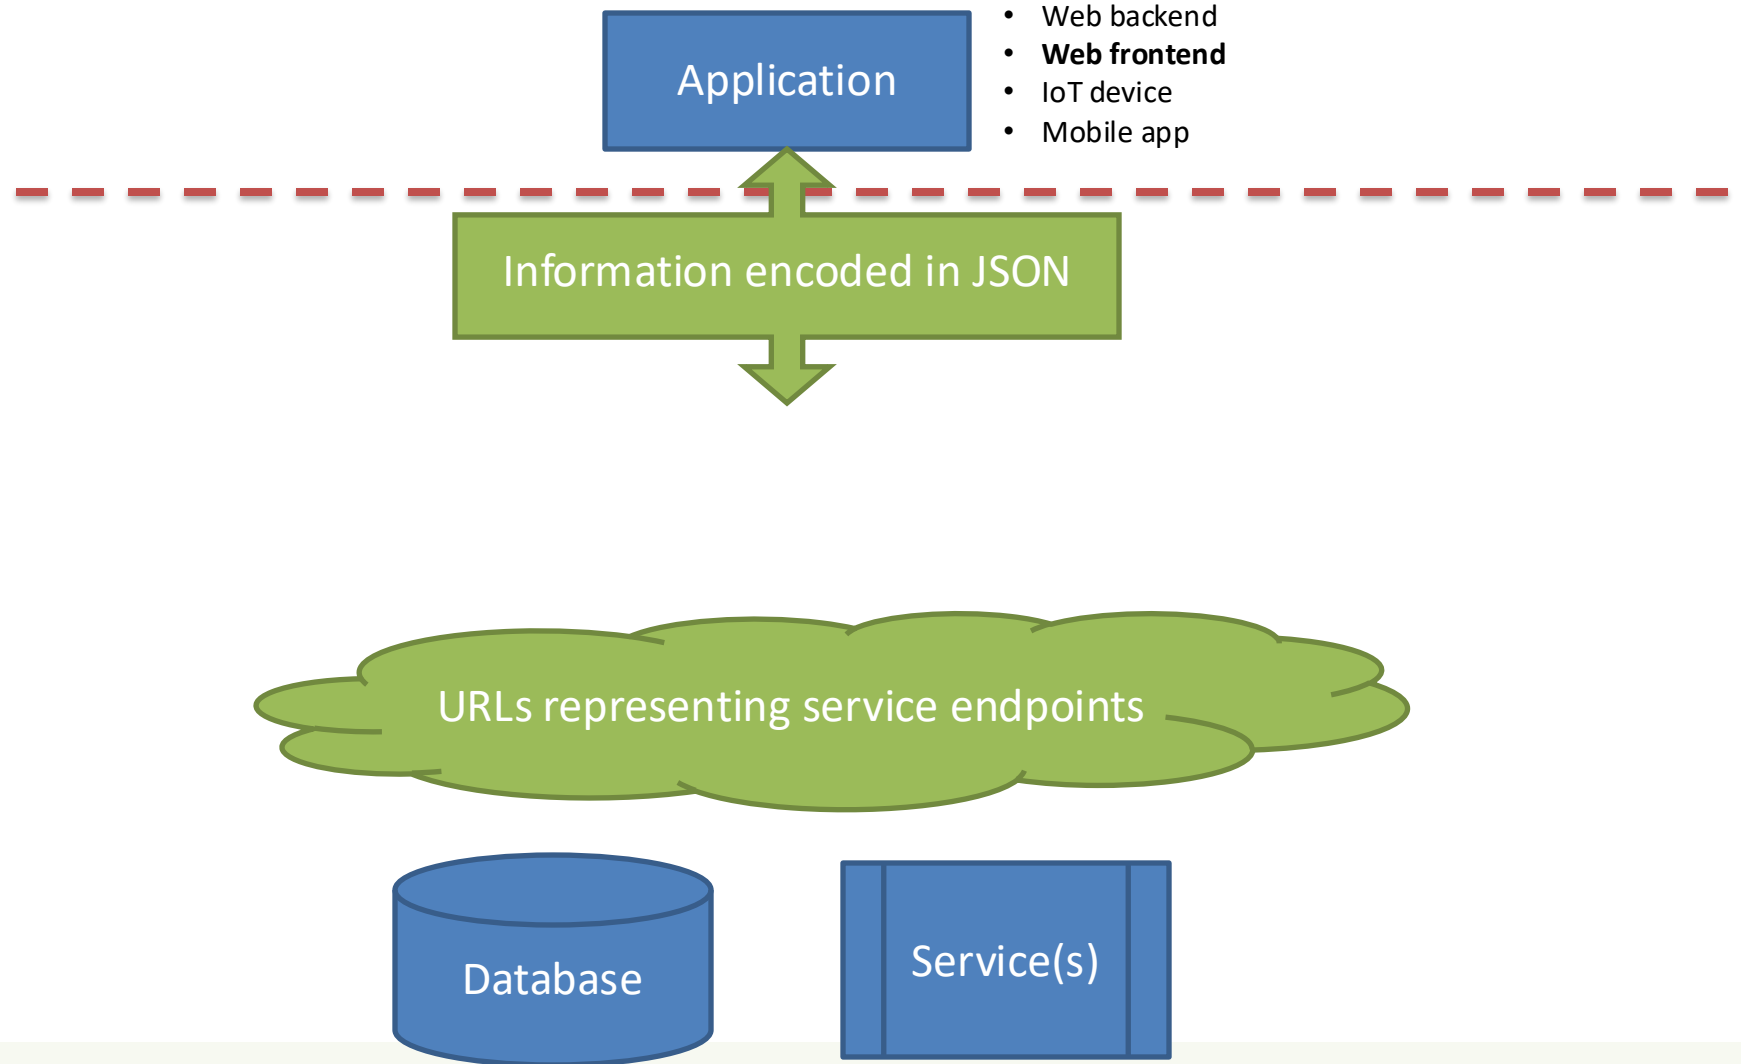 Application
• Web backend
• Web frontend
• IoT device
• Mobile app
Information encoded in JSON
URLs representing service endpoints
Database
Service(s)